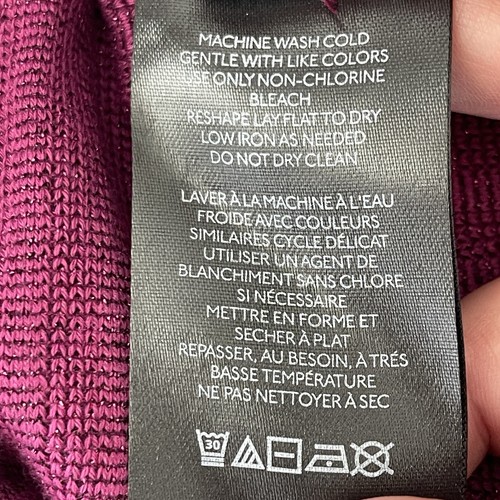 MACHINE WASH COLD
GENTLE WITH LIKE COLORS
USE ONLY NON-CHLORINE
BLEACH
RESHAPE LAY FLAT TO DRY
LOW IRON AS NEEDED
DO NOT DRY CLEAN
LAVER À LA MACHINE À L'EAU
FROIDE AVEC COULEURS
SIMILAIRES CYCLE DÉLICAT
UTILISER UN AGENT DE
BLANCHIMENT SANS CHLORE
SI NÉCESSAIRE
METTRE EN FORME ET
SECHER À PLAT
REPASSER, AU BESOIN, À TRÉS
BASSE TEMPÉRATURE
NE PAS NETTOYER À SEC
30